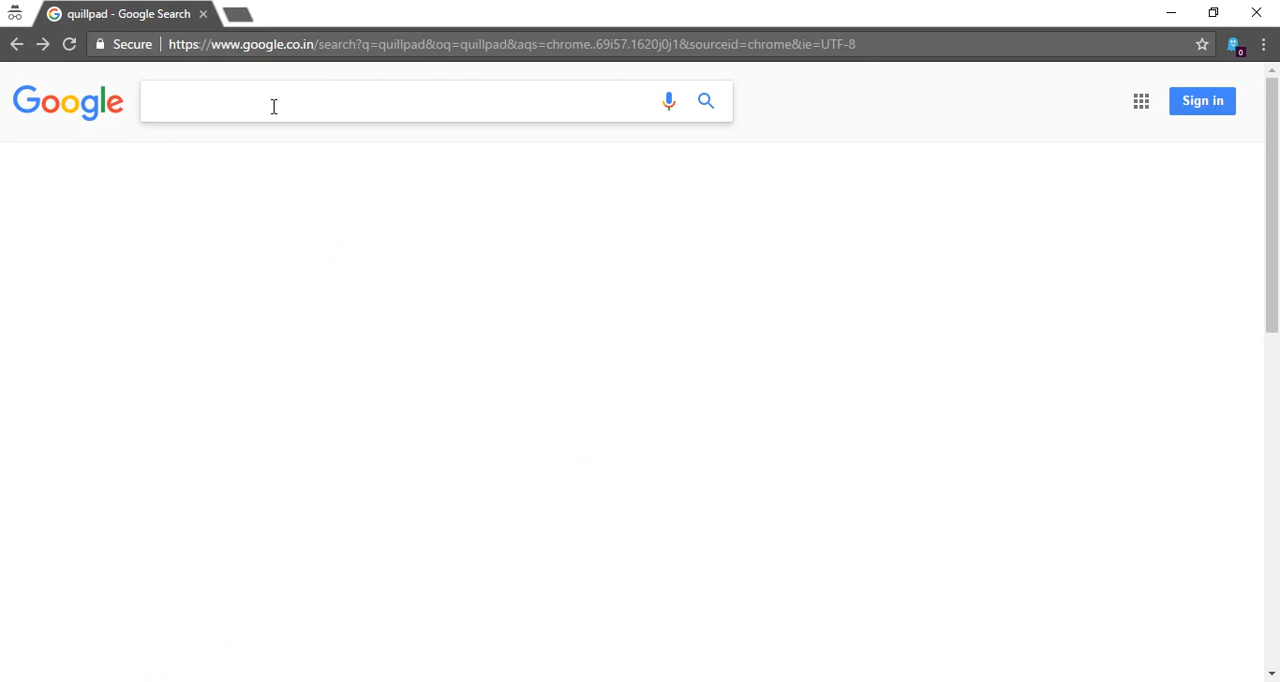 quillpad - Google Search
Secure https://www.google.co.in/search?q=quillpad&oq=quillpad&aqs=chrome..69i57.1620j0j1&sourceid=chrome&ie=UTF-8
0
Google
Sign in